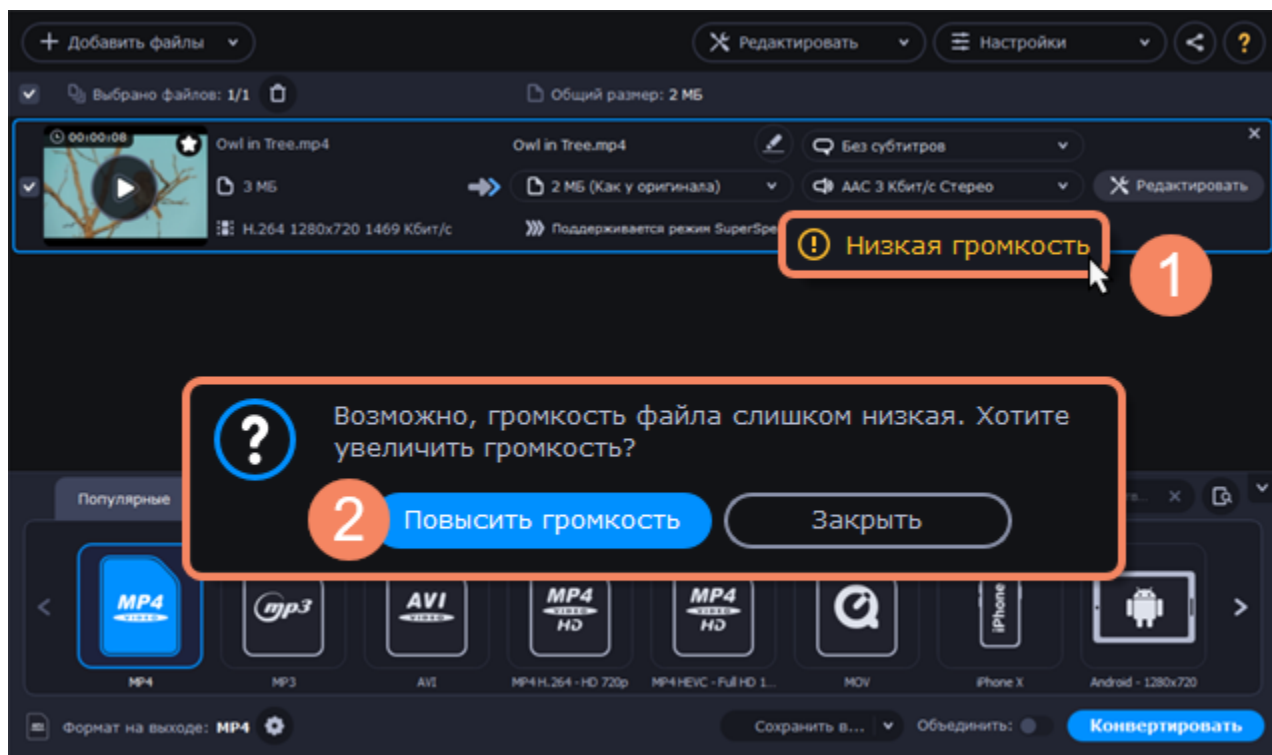 Добавить файлы
Редактировать
Настройки
?
Выбрано файлов: 1/1
Общий размер: 2 МБ
00:00:08
Owl in Tree.mp4
Owl in Tree.mp4
Без субтитров
3 МБ
2 МБ (Как у оригинала)
AAC 3 Кбит/с Стерео
Редактировать
H.264 1280x720 1469 Кбит/с
Поддерживается режим
Низкая громкость
1
?
Возможно, громкость файла слишком низкая. Хотите
увеличить громкость?
2
Повысить громкость
Закрыть
Популярные
MP4
VIDEO
mp3
AVI
VIDEO
MP4
VIDEO
HD
MP4
VIDEO
HD
iPhone
MP4
MP3
AVI
MP4 H.264 - HD 720p
MP4 HEVC - Full HD 1...
MOV
iPhone X
Android - 1280x720
Формат на выходе: MP4
Сохранить в...
Объединить:
Конвертировать